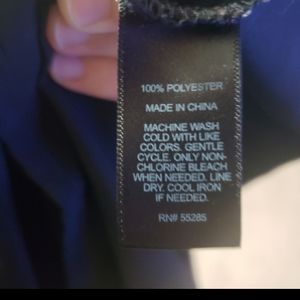 100% POLYESTER
MADE IN CHINA
MACHINE WASH
COLD WITH LIKE
COLORS. GENTLE
CYCLE. ONLY NON-
CHLORINE BLEACH
WHEN NEEDED. LINE
DRY. COOL IRON
IF NEEDED.
RN# 55285